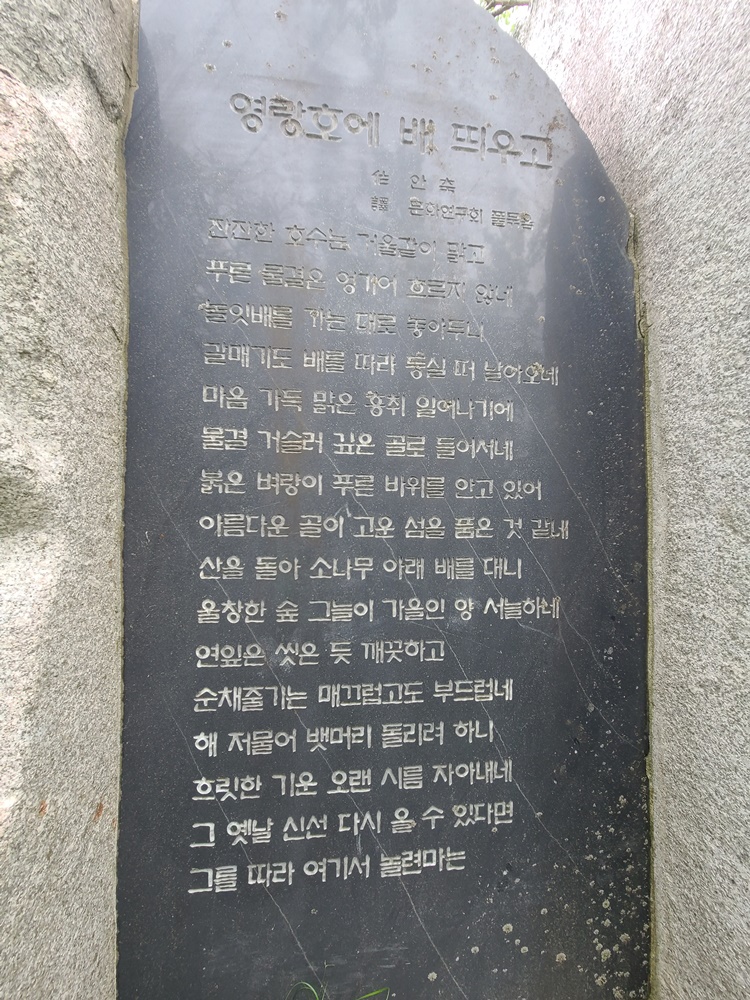 영랑호에 배 띄우고
作 안축
譯 문화연구회 풀묶음
잔잔한 호수는 거울같이 맑고
푸른 물결은 엉기어 흐르지 않네
놀잇배를 가는 대로 놓아두니
갈매기도 배를 따라 둥실 떠 날아오네
마음 가득 맑은 흥취 일어나기에
물결 거슬러 깊은 골로 들어서네
붉은 벼랑이 푸른 바위를 안고 있어
아름다운 골이 고운 섬을 품은 것 같네
산을 돌아 소나무 아래 배를 대니
울창한 숲 그늘이 가을인 양 서늘하네
연잎은 씻은 듯 깨끗하고
순채줄기는 매끄럽고도 부드럽네
해 저물어 뱃머리 돌리려 하니
흐릿한 기운 오랜 시름 자아내네
그 옛날 신선 다시 올 수 있다면
그를 따라 여기서 놀련마는